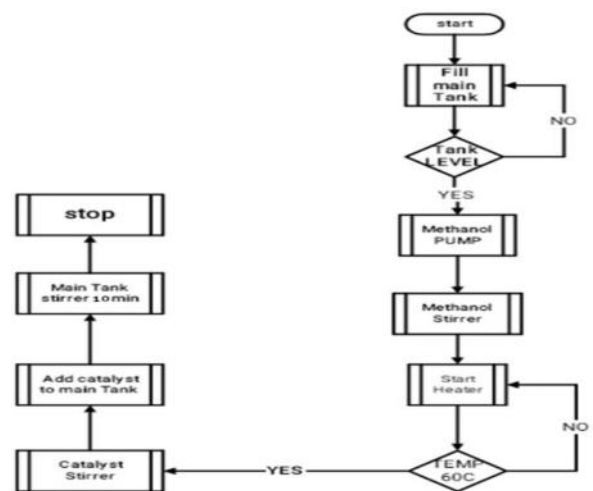 start
Fill
main
Tank
NO
Tank
LEVEL
YES
Methanol
PUMP
Methanol
Stirrer
Start
Heater
NO
TEMP
60C
YES
Catalyst
Stirrer
Add catalyst
to main Tank
Main Tank
stirrer 10min
stop